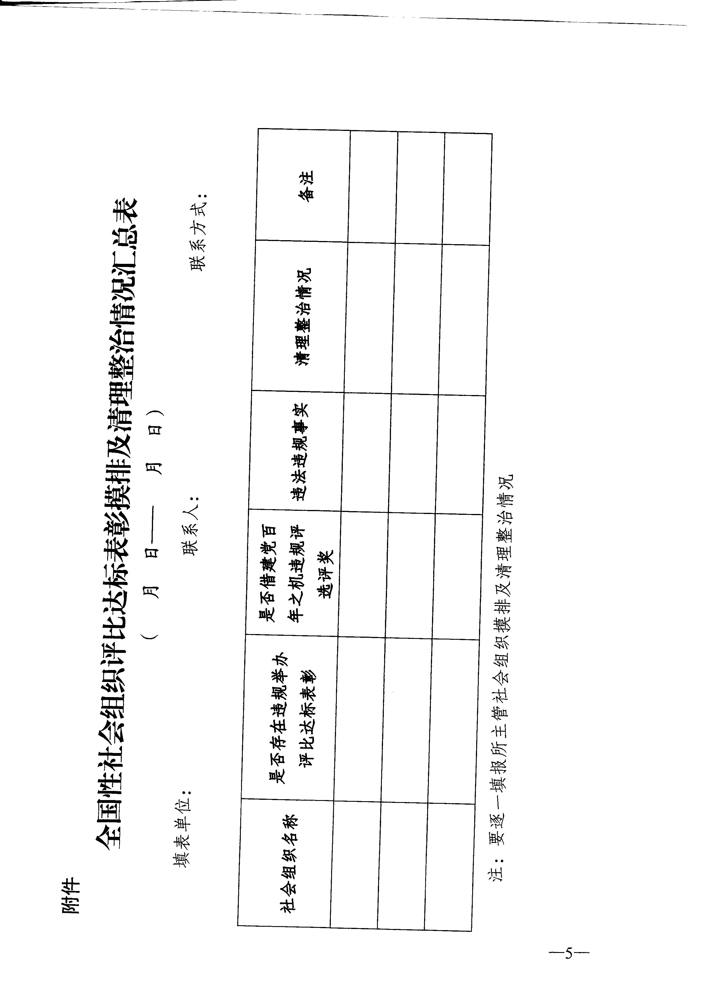 附件
全国性社会组织评比达标表彰摸排及清理整治情况汇总表
（　月　日——　月　日）
填表单位：　联系人：　联系方式：
社会组织名称
是否存在违规举办
评比达标表彰
是否借建党百
年之机违规评
选评奖
违法违规事实
清理整治情况
备注
注：要逐一填报所主管社会组织摸排及清理整治情况
—5—